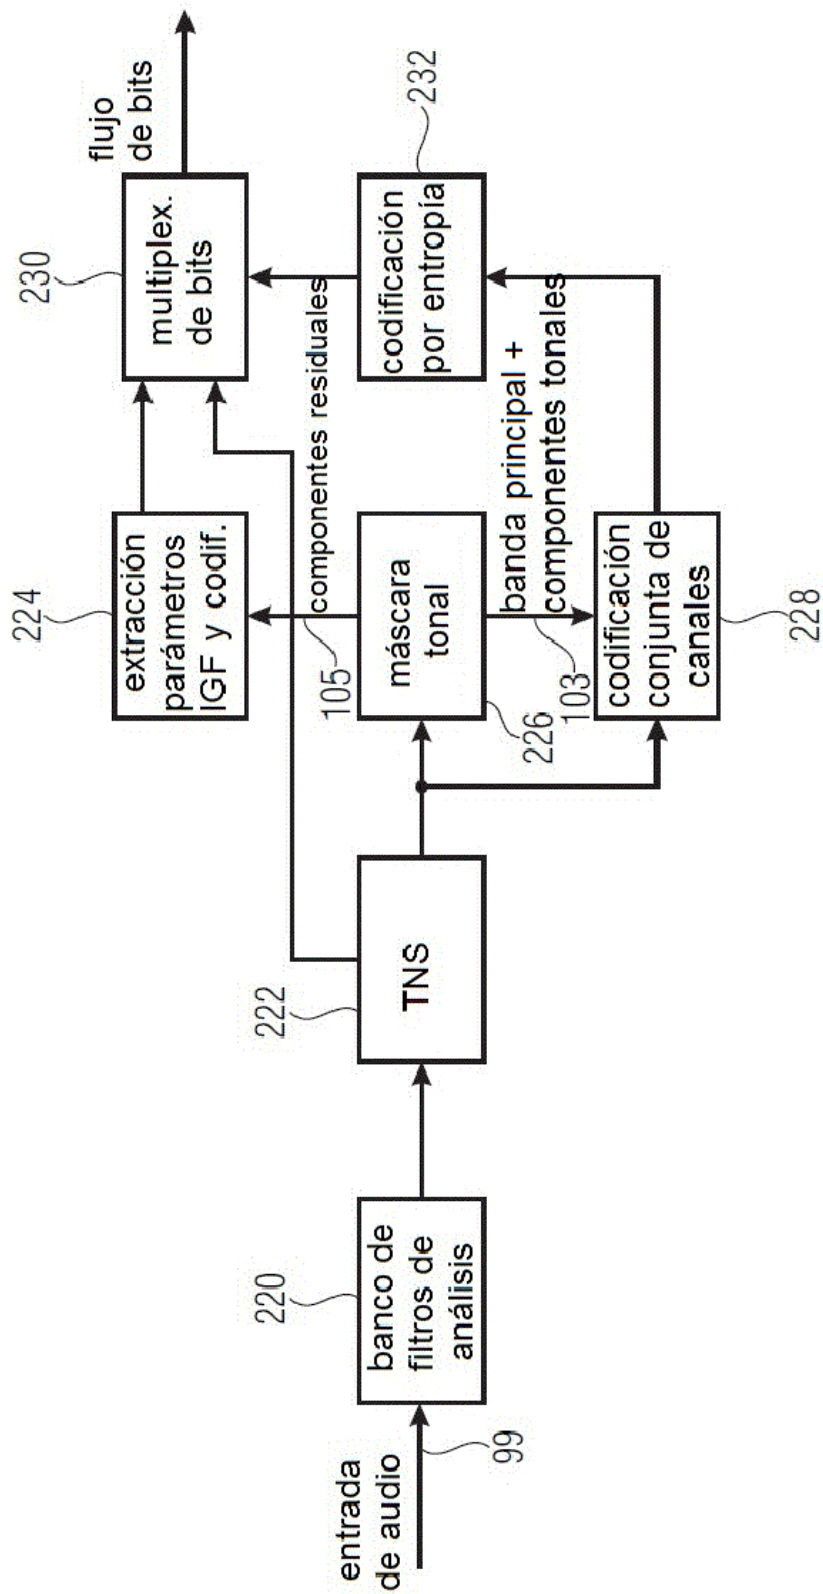 entrada
de audio
99
220
banco de
filtros de
análisis
222
TNS
224
extracción
parámetros
IGF y codif.
105
componentes residuales
máscara
tonal
226
banda principal +
componentes tonales
103
codificación
conjunta de
canales
228
230
multiplex.
de bits
flujo
de bits
codificación
por entropía
232